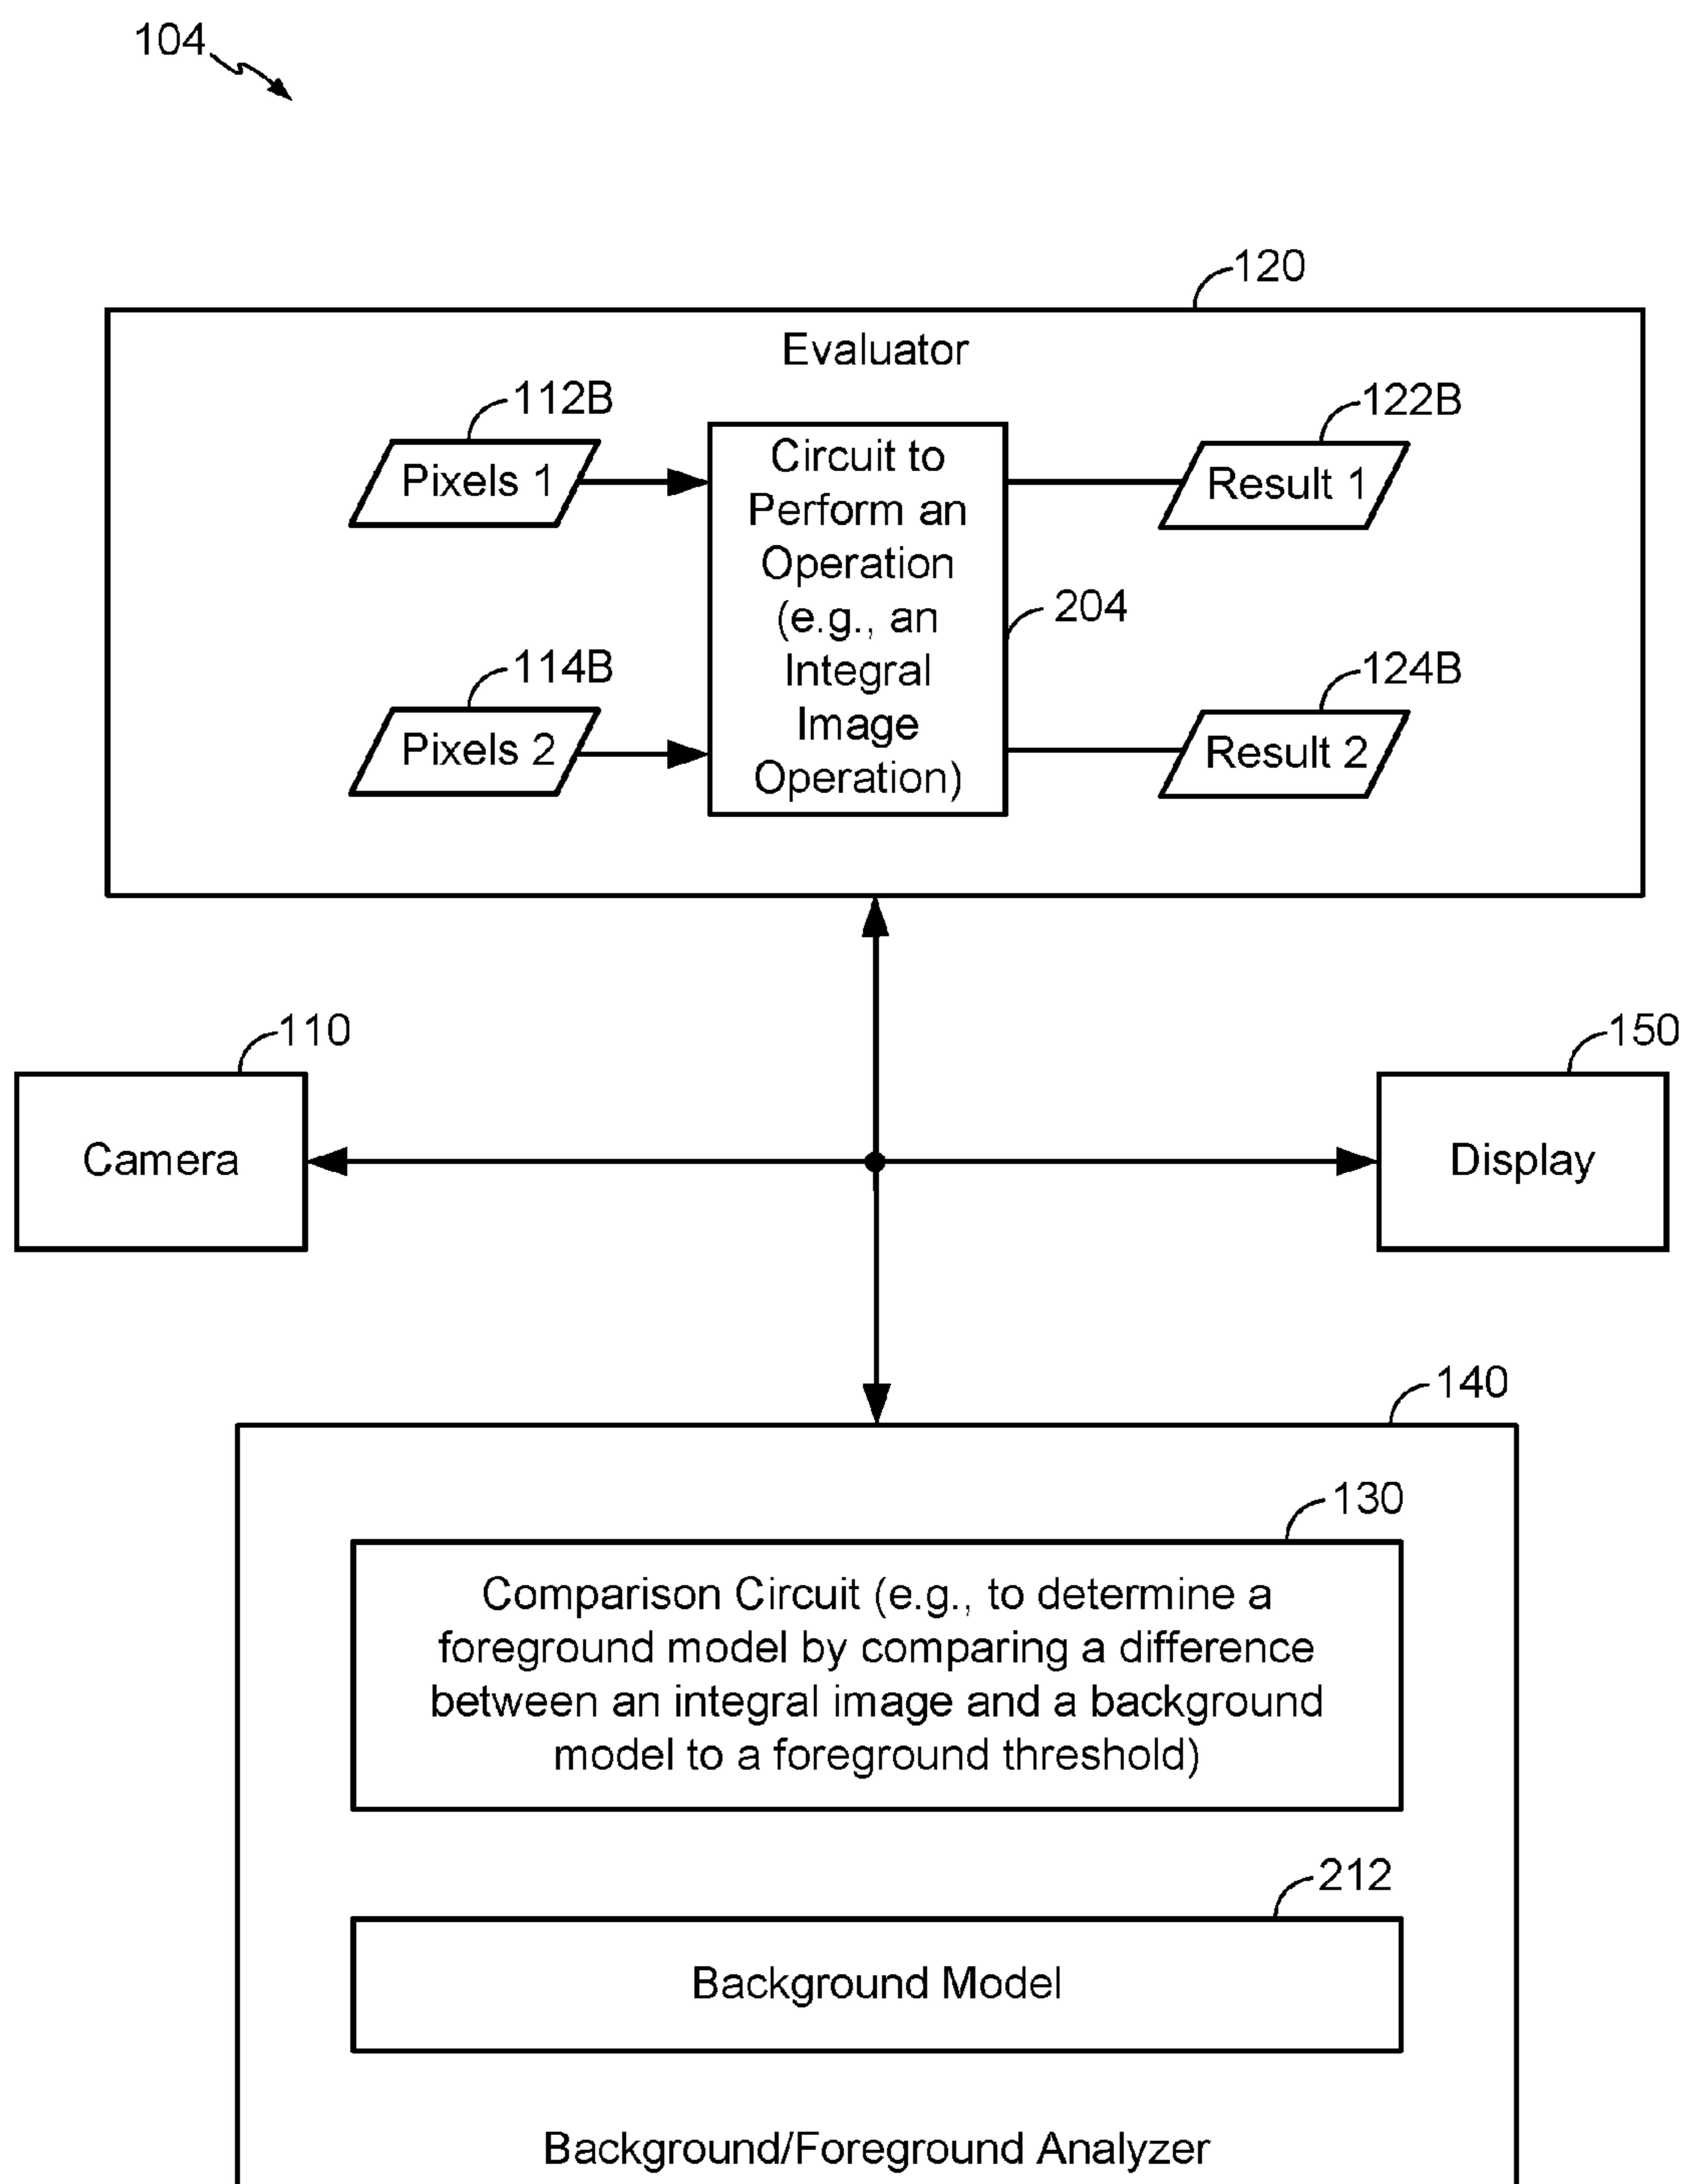 104
120
Evaluator
112B
122B
Pixels 1
Circuit to
Perform an
Operation
(e.g., an
Integral
Image
Operation)
Result 1
204
114B
124B
Pixels 2
Result 2
110
150
Camera
Display
140
130
Comparison Circuit (e.g., to determine a
foreground model by comparing a difference
between an integral image and a background
model to a foreground threshold)
212
Background Model
Background/Foreground Analyzer